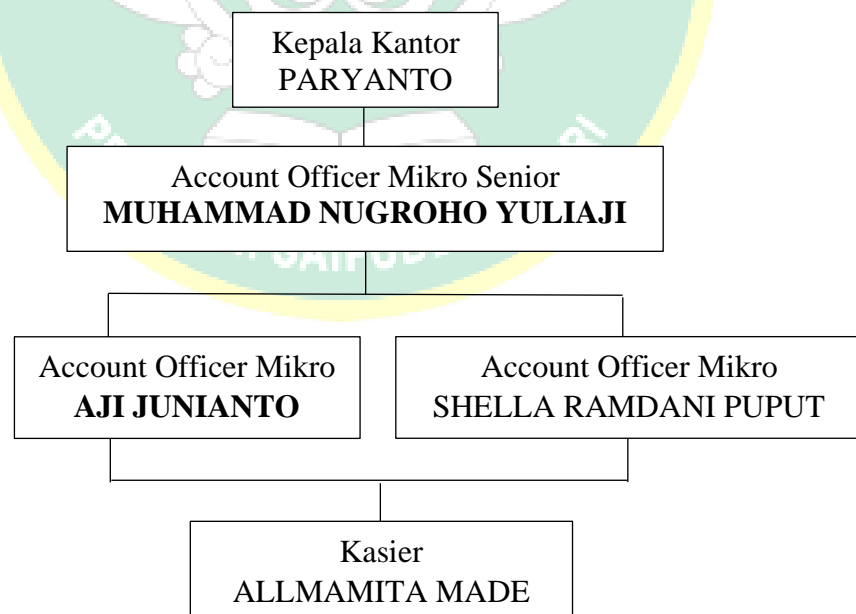 Kepala Kantor
PARYANTO
Account Officer Mikro Senior
MUHAMMAD NUGROHO YULIAJI
Account Officer Mikro
AJI JUNIANTO
Account Officer Mikro
SHELLA RAMDANI PUPUT
Kasier
ALLMAMITA MADE